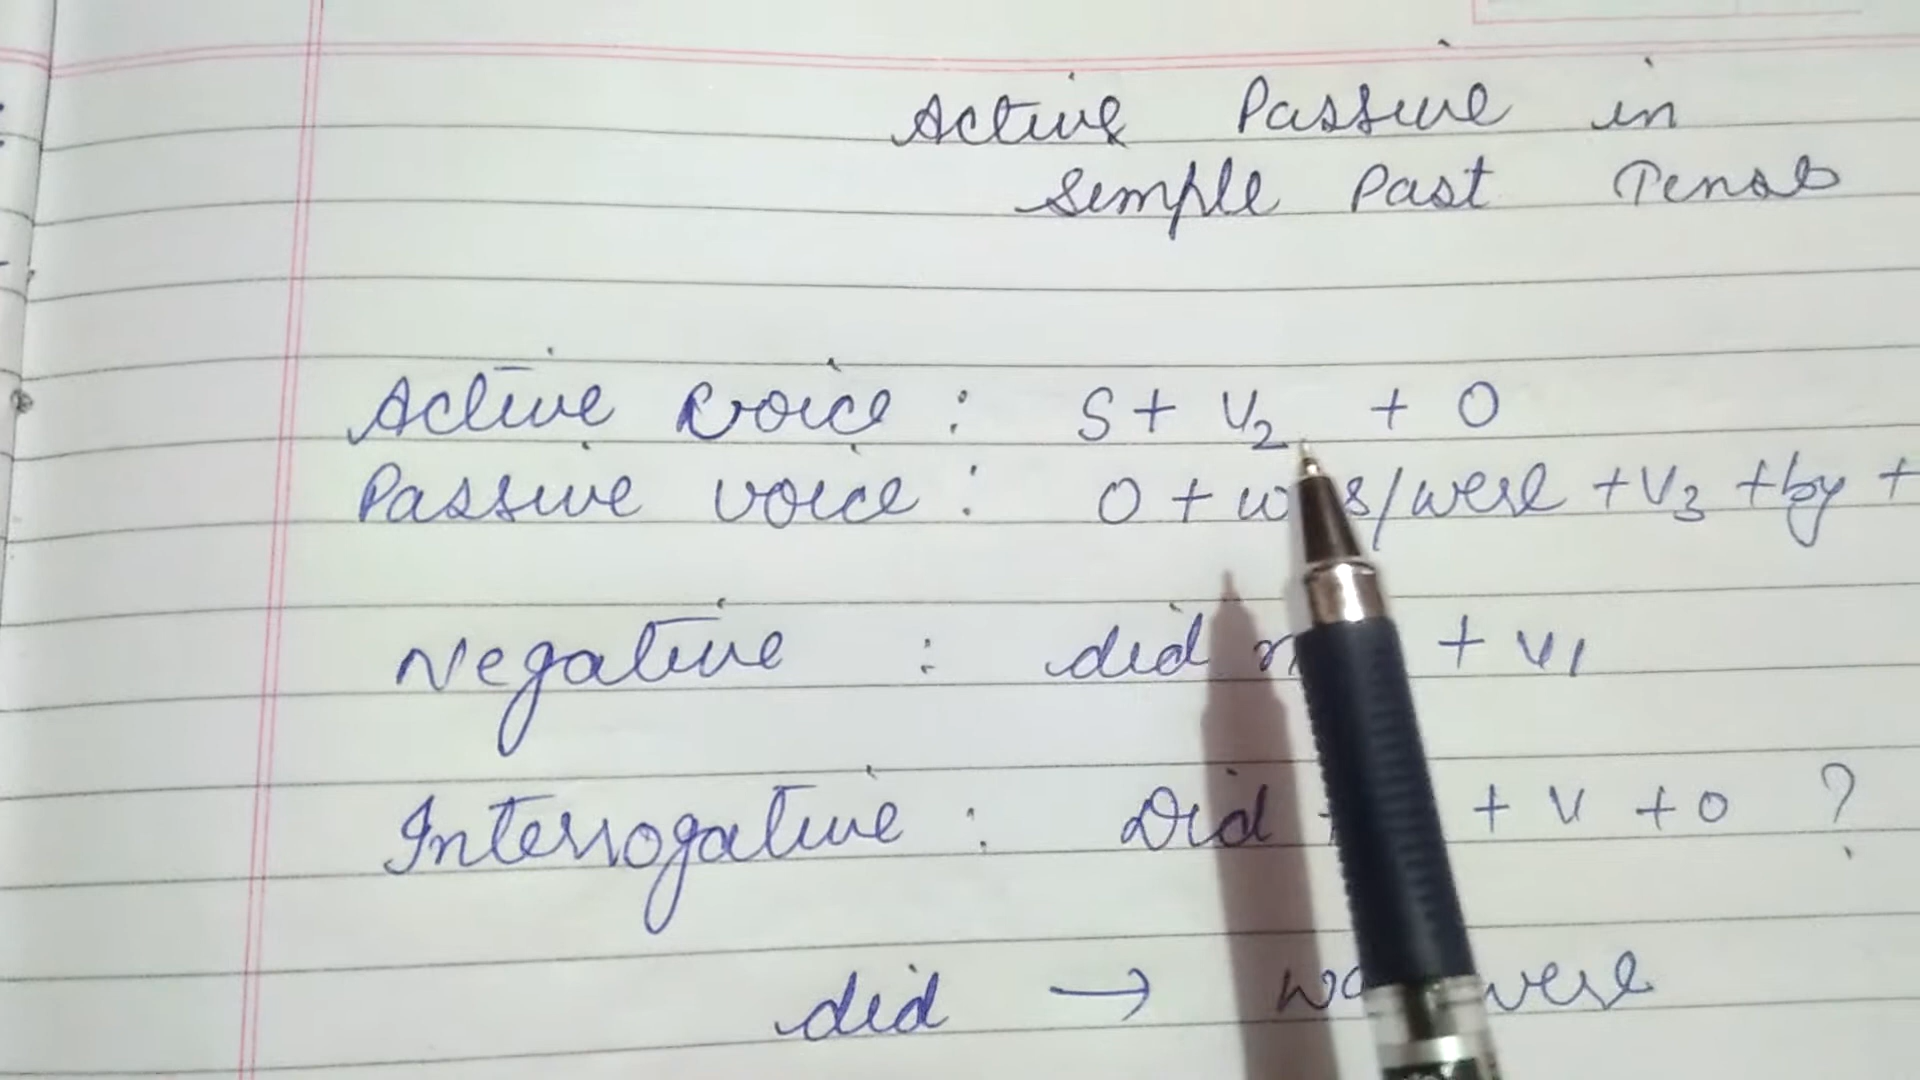 Active Passive in
Simple Past Tense
Active Voice : S + V2 + O
Passive voice : O + was/were + V3 + by +
Negative : did + V1
Interrogative : Did + + V + O ?
did → were